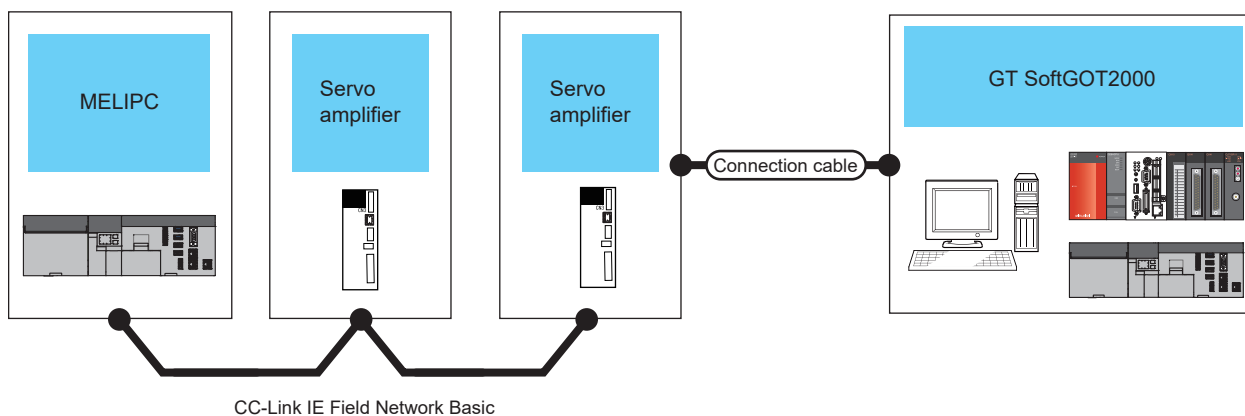 MELIPC
Servo
amplifier
Servo
amplifier
GT SoftGOT2000
Connection cable
CC-Link IE Field Network Basic